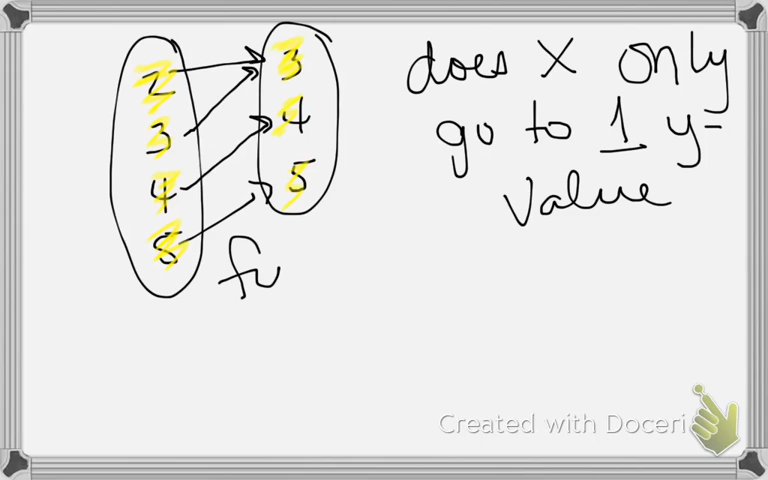 2 3
3 4
4 5
8
does X only
go to 1 y-
value
fu
Created with Doceri